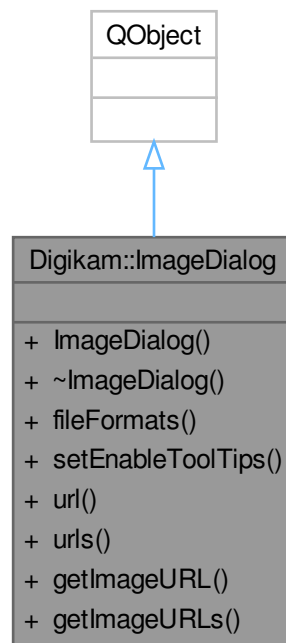 QObject
Digikam::ImageDialog
+ ImageDialog()
+ ~ImageDialog()
+ fileFormats()
+ setEnableToolTips()
+ url()
+ urls()
+ getImageURL()
+ getImageURLs()